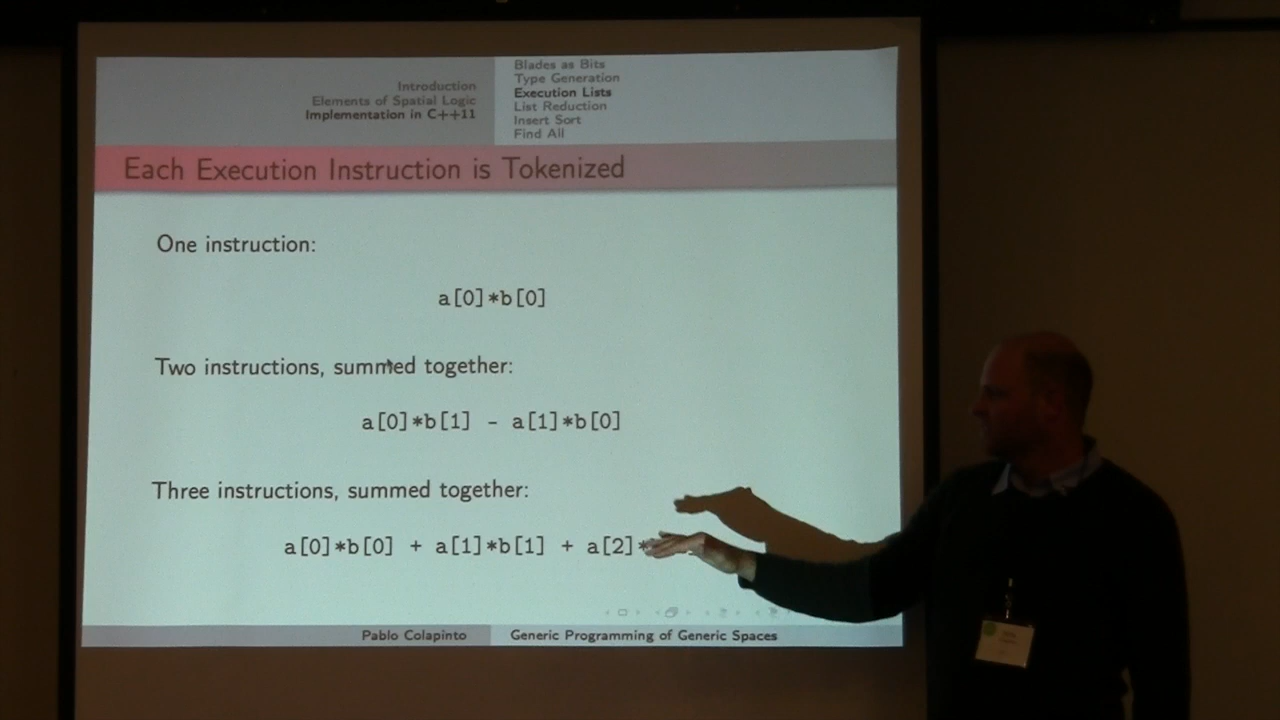 Introduction
Elements of Spatial Logic
Implementation in C++11
Blades as Bits
Type Generation
Execution Lists
List Reduction
Insert Sort
Find All
Each Execution Instruction is Tokenized
One instruction:
a[0]*b[0]
Two instructions, summed together:
a[0]*b[1] - a[1]*b[0]
Three instructions, summed together:
a[0]*b[0] + a[1]*b[1] + a[2]*
Pablo Colapinto
Generic Programming of Generic Spaces